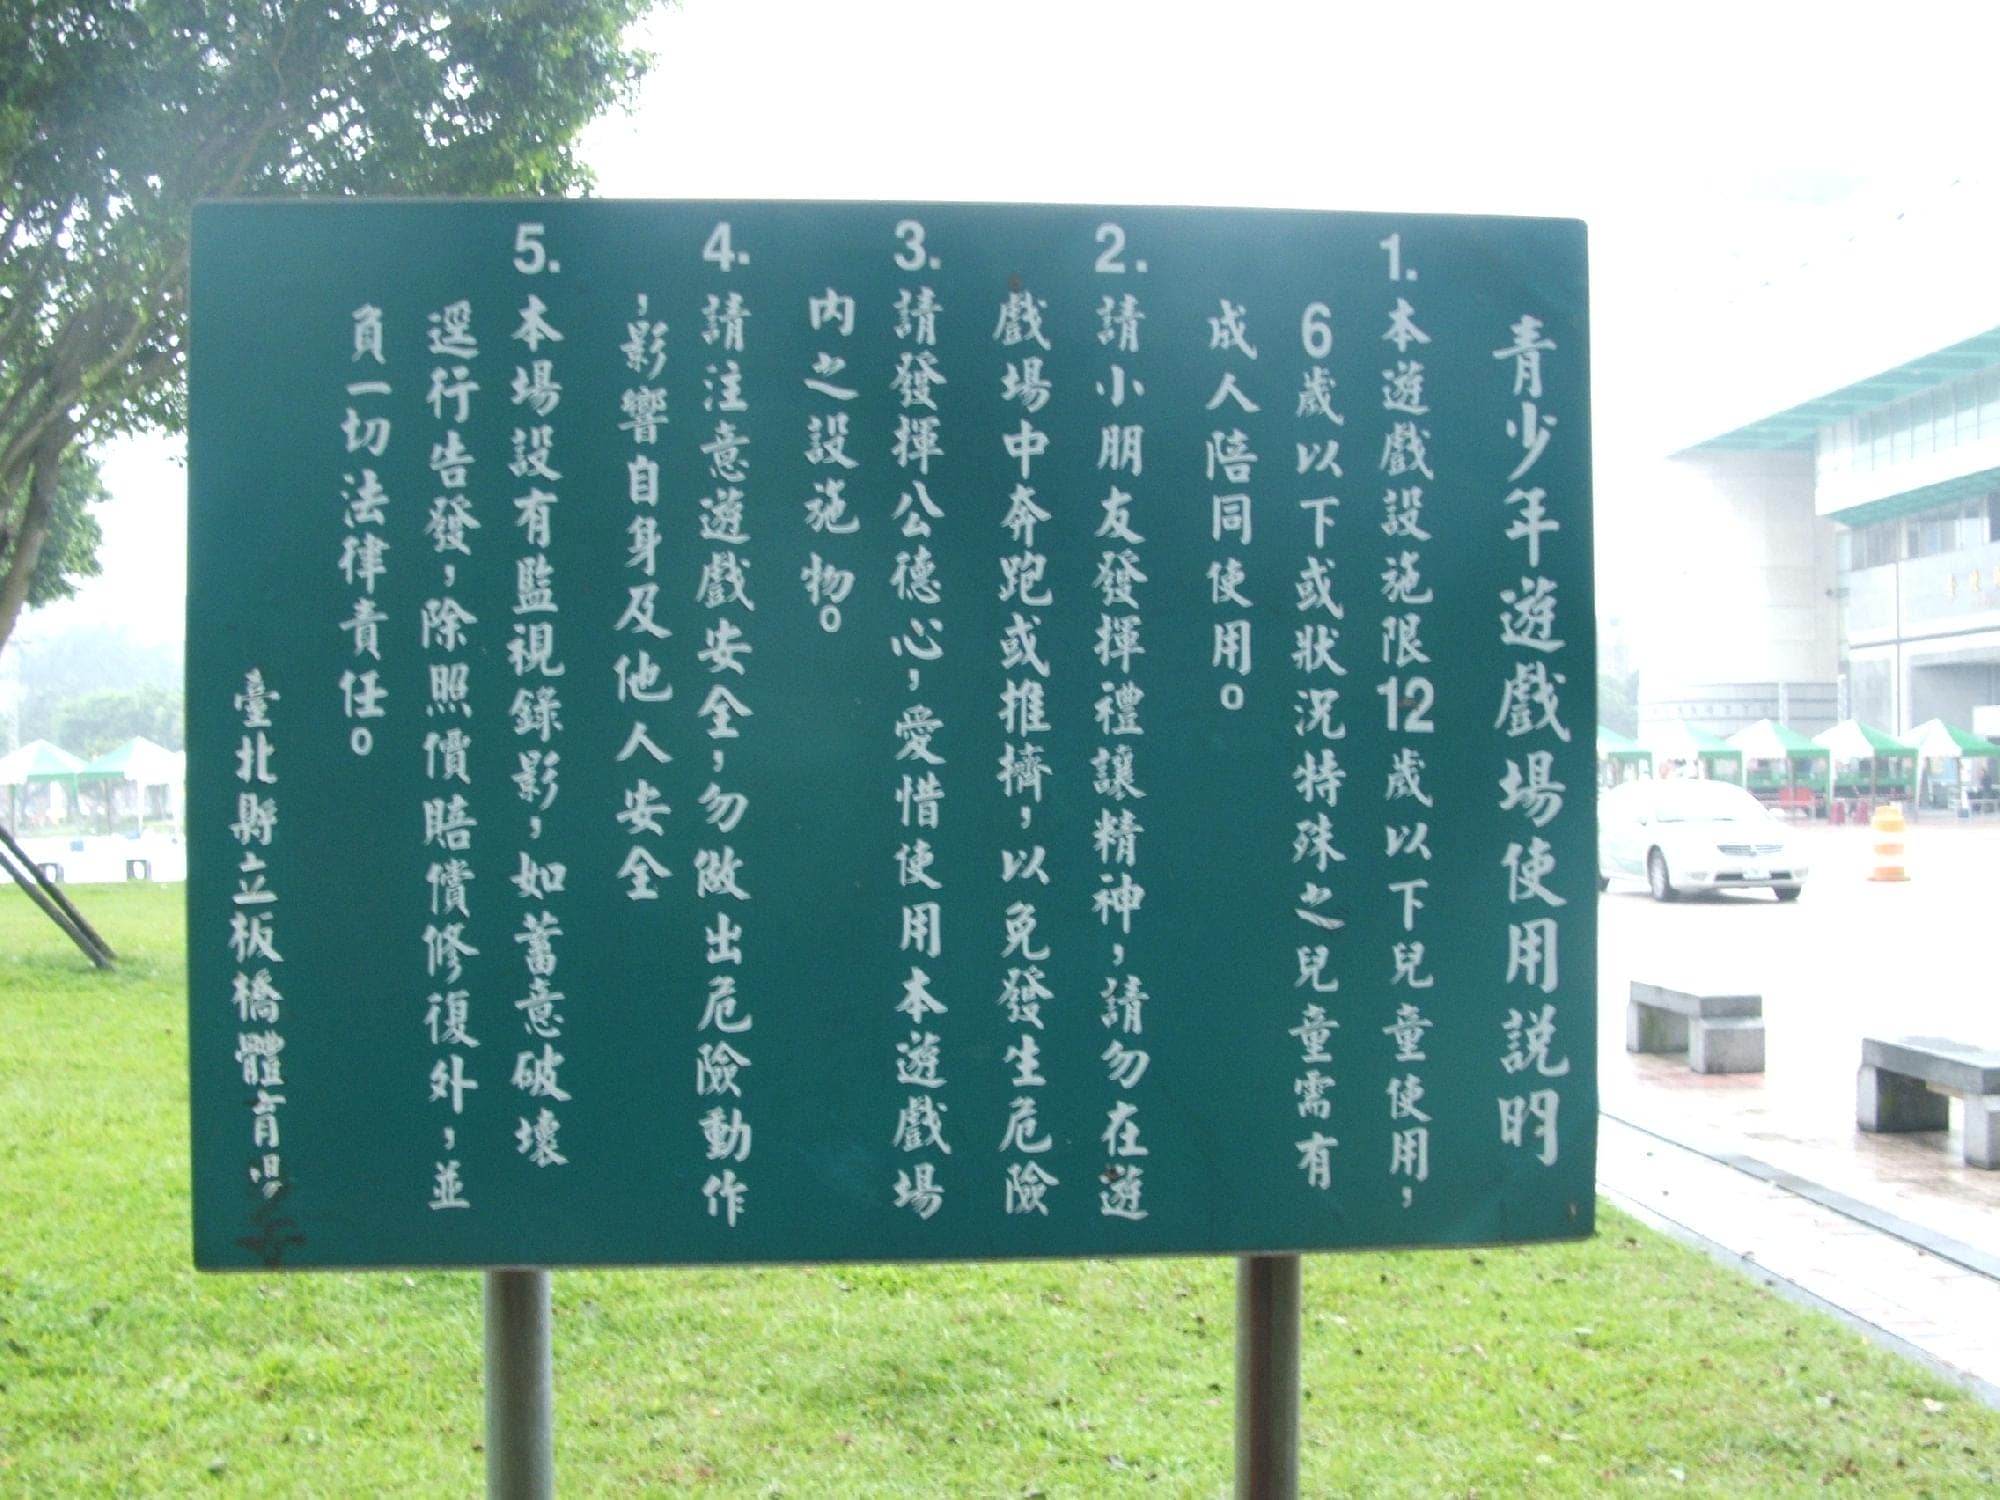 青少年遊戲場使用説明
1.本遊戲設施限12歲以下兒童使用，
6歲以下或狀況特殊之兒童需有
成人陪同使用。
2.請小朋友發揮禮讓精神，請勿在遊
戲場中奔跑或推擠，以免發生危險
3.請發揮公德心，愛惜使用本遊戲場
內之設施物。
4.請注意遊戲安全，勿做出危險動作
，影響自身及他人安全
5.本場設有監視錄影，如蓄意破壞
逕行告發，除照價賠償修復外，並
負一切法律責任。
臺北縣立板橋體育場